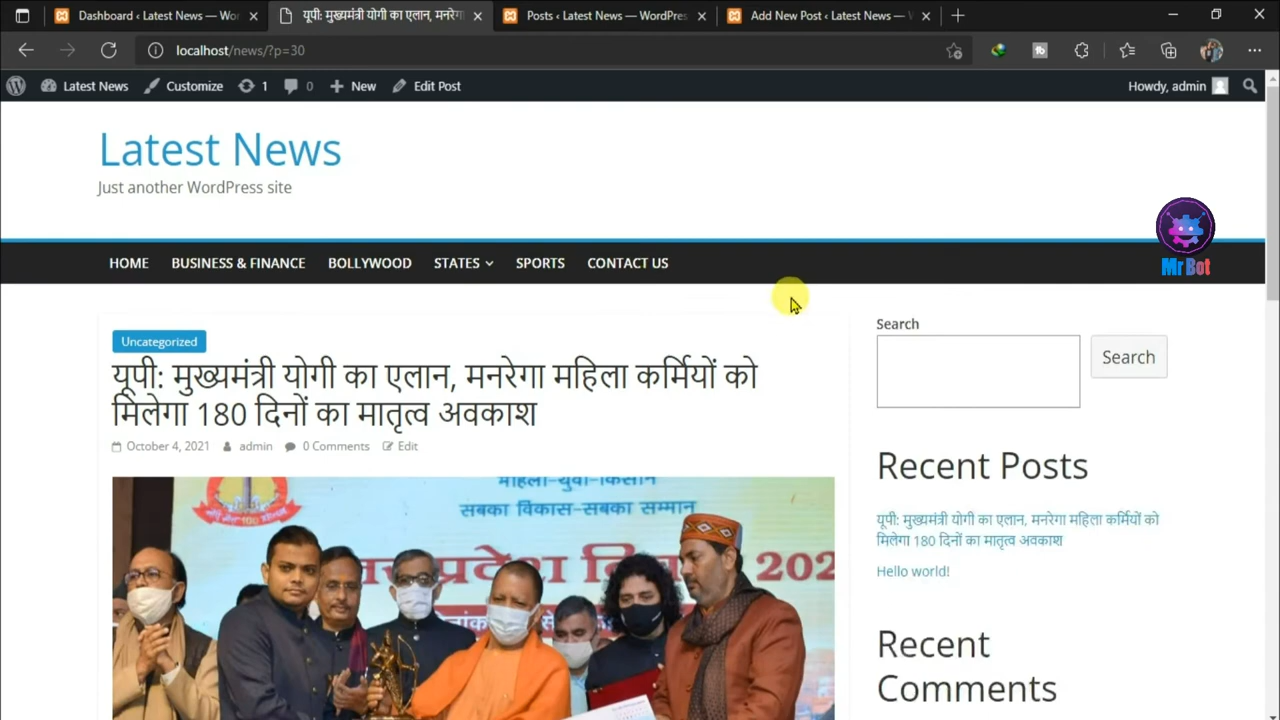 Dashboard ‹ Latest News — Wor
यूपी: मुख्यमंत्री योगी का एलान, मनरेगा
Posts ‹ Latest News — WordPres
Add New Post ‹ Latest News — W
localhost/news/?p=30
Latest News
Customize
1
0
New
Edit Post
Howdy, admin
Latest News
Just another WordPress site
Mr Bot
HOME BUSINESS & FINANCE BOLLYWOOD STATES SPORTS CONTACT US
Uncategorized
यूपी: मुख्यमंत्री योगी का एलान, मनरेगा महिला कर्मियों को
मिलेगा 180 दिनों का मातृत्व अवकाश
October 4, 2021 admin 0 Comments Edit
महिला-युवा-किसान
सबका विकास-सबका सम्मान
Search
Search
Recent Posts
यूपी: मुख्यमंत्री योगी का एलान, मनरेगा महिला कर्मियों को
मिलेगा 180 दिनों का मातृत्व अवकाश
Hello world!
Recent
Comments